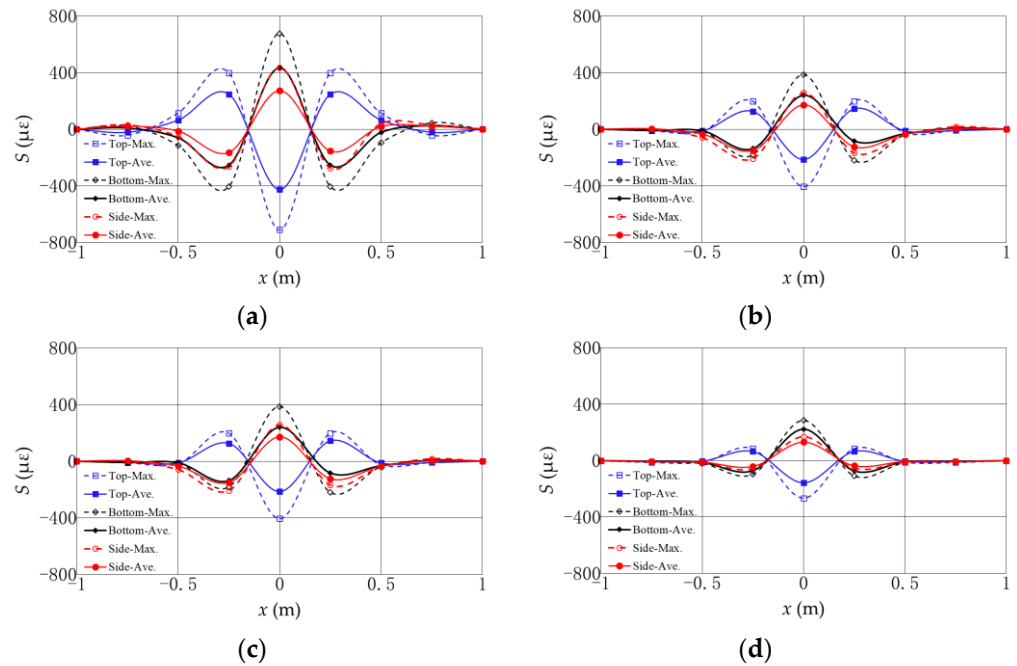 800
400
0
−400
−800
S (με)
Top-Max.
Top-Ave.
Bottom-Max.
Bottom-Ave.
Side-Max.
Side-Ave.
−1 −0.5 0 0.5 1
x (m)
(a)
800
400
0
−400
−800
S (με)
Top-Max.
Top-Ave.
Bottom-Max.
Bottom-Ave.
Side-Max.
Side-Ave.
−1 −0.5 0 0.5 1
x (m)
(b)
800
400
0
−400
−800
S (με)
Top-Max.
Top-Ave.
Bottom-Max.
Bottom-Ave.
Side-Max.
Side-Ave.
−1 −0.5 0 0.5 1
x (m)
(c)
800
400
0
−400
−800
S (με)
Top-Max.
Top-Ave.
Bottom-Max.
Bottom-Ave.
Side-Max.
Side-Ave.
−1 −0.5 0 0.5 1
x (m)
(d)